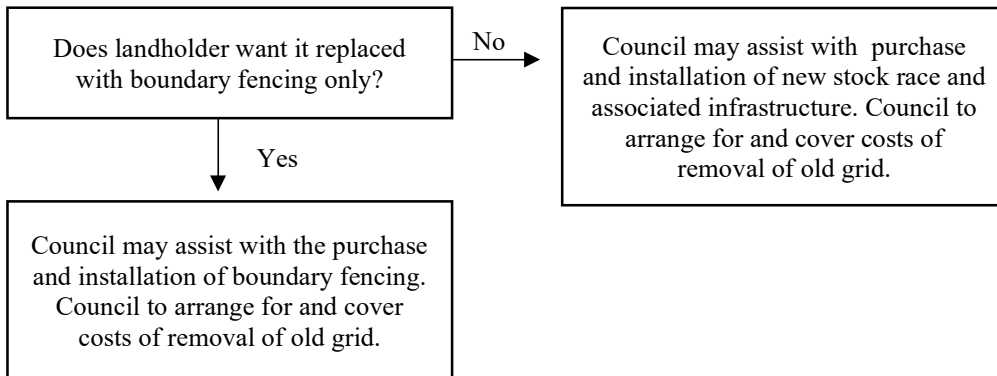 Does landholder want it replaced
with boundary fencing only?
No
Council may assist with  purchase
and installation of new stock race and
associated infrastructure. Council to
arrange for and cover costs of
removal of old grid.
Yes
Council may assist with the purchase
and installation of boundary fencing.
Council to arrange for and cover
costs of removal of old grid.